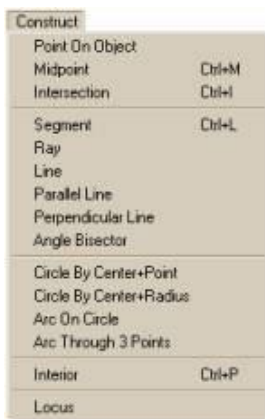 Construct
Point On Object
Midpoint Ctrl+M
Intersection Ctrl+I
Segment Ctrl+L
Ray
Line
Parallel Line
Perpendicular Line
Angle Bisector
Circle By Center+Point
Circle By Center+Radius
Arc On Circle
Arc Through 3 Points
Interior Ctrl+P
Locus